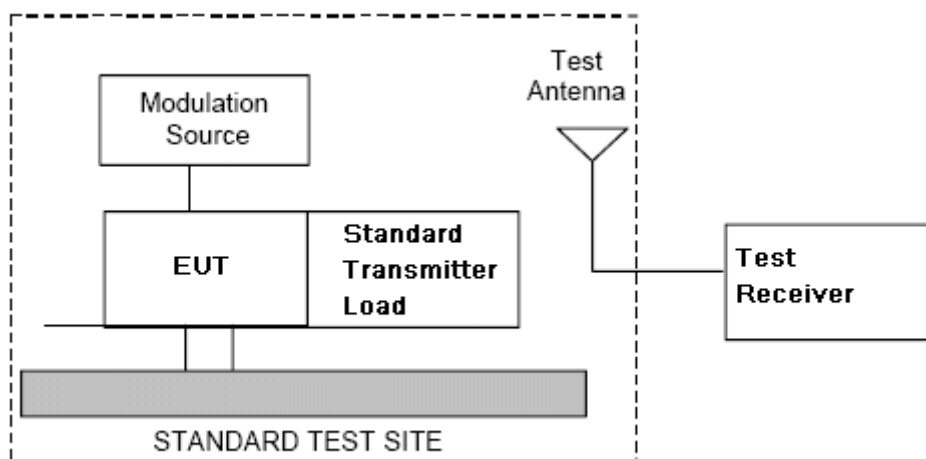 Modulation
Source
Test
Antenna
EUT
Standard
Transmitter
Load
Test
Receiver
STANDARD TEST SITE